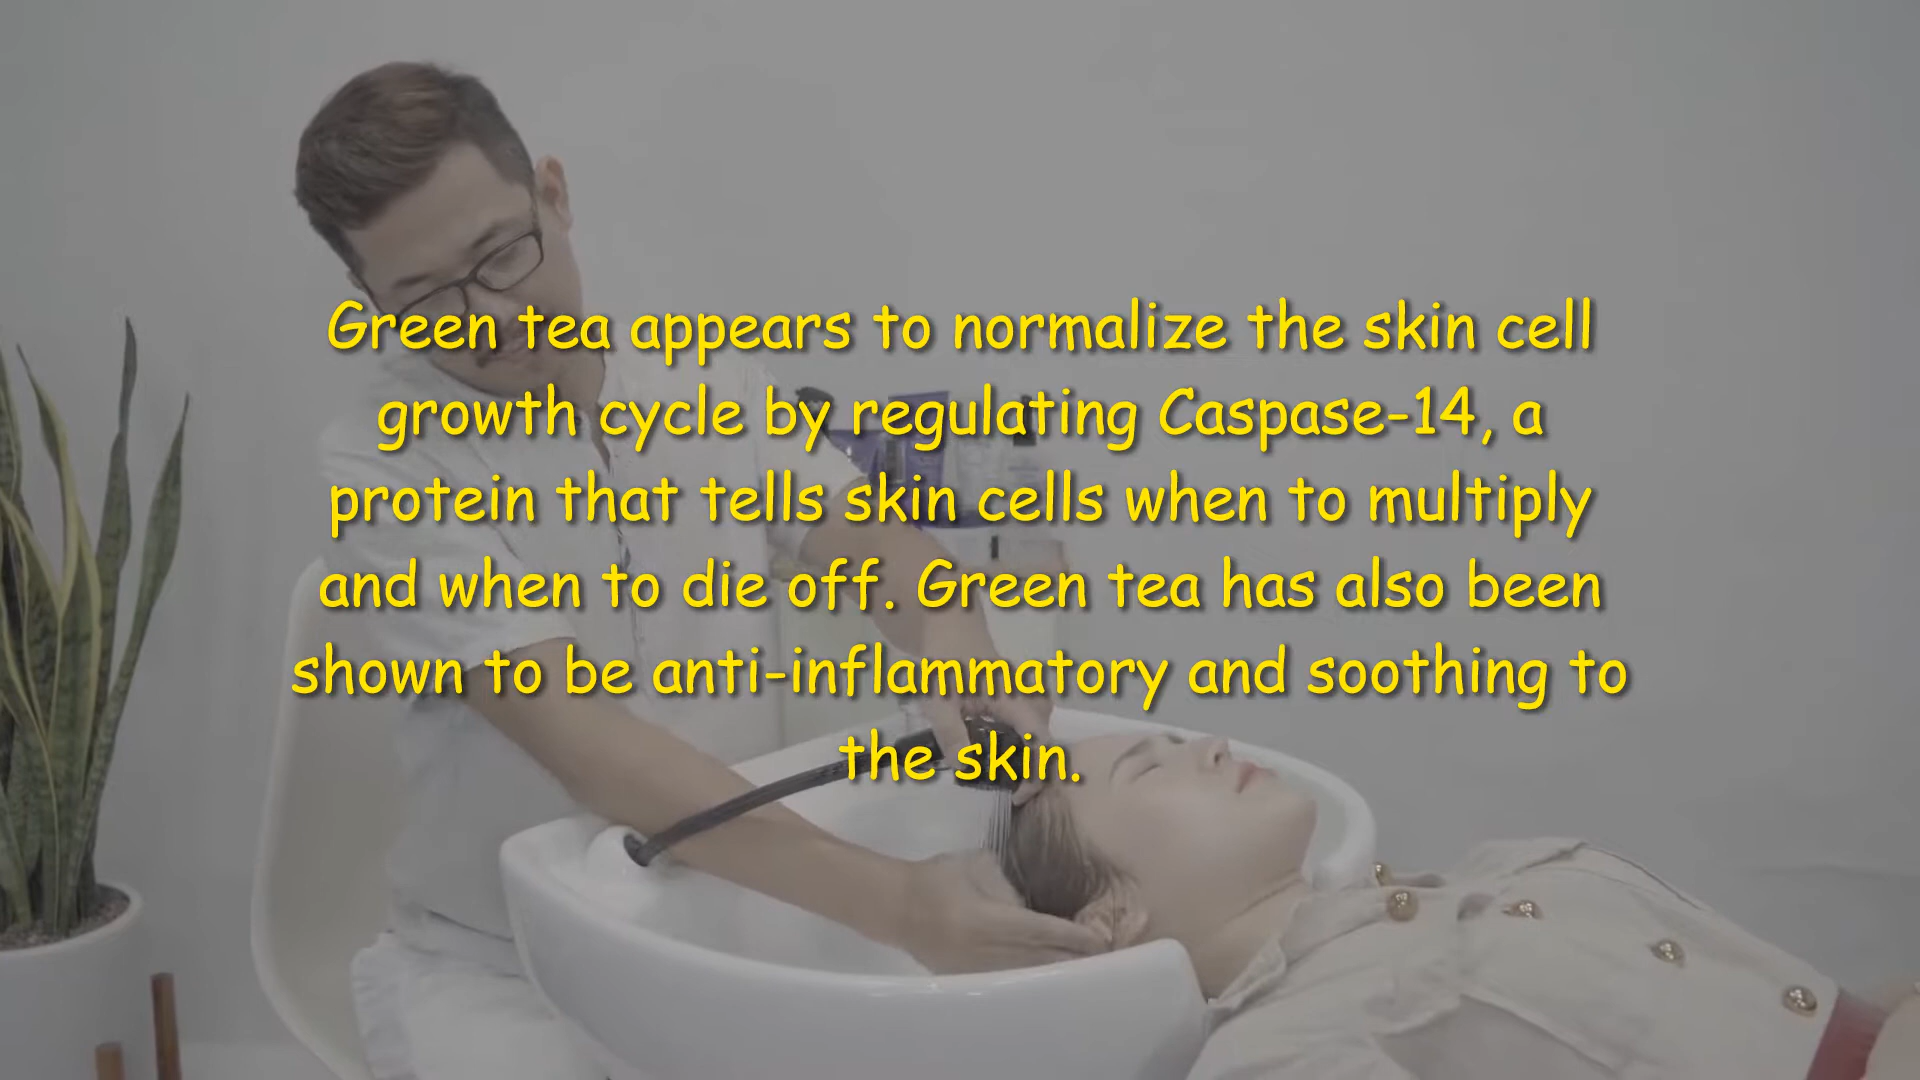 Green tea appears to normalize the skin cell
growth cycle by regulating Caspase-14, a
protein that tells skin cells when to multiply
and when to die off. Green tea has also been
shown to be anti-inflammatory and soothing to
the skin.